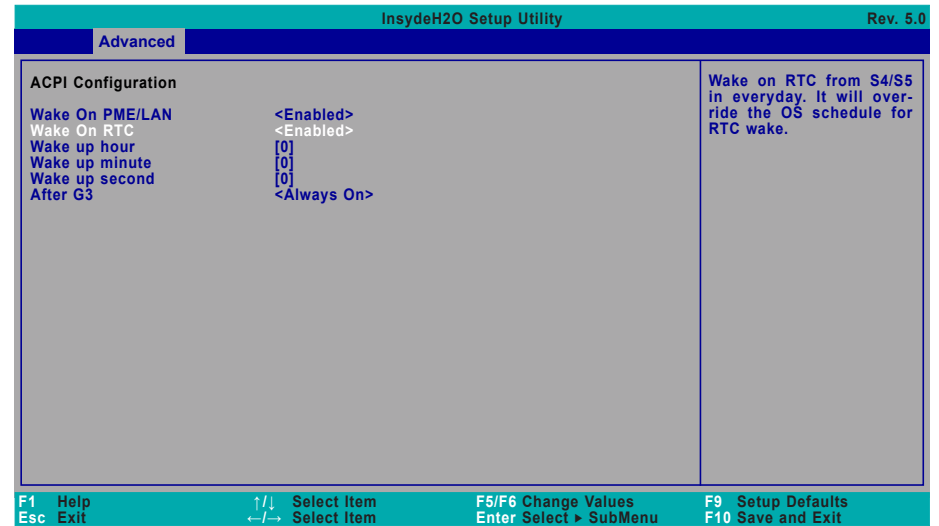 InsydeH2O Setup Utility Rev. 5.0
Advanced
ACPI Configuration
Wake On PME/LAN <Enabled>
Wake On RTC <Enabled>
Wake up hour [0]
Wake up minute [0]
Wake up second [0]
After G3 <Always On>
Wake on RTC from S4/S5
in everyday. It will over-
ride the OS schedule for
RTC wake.
F1 Help ↑/↓ Select Item F5/F6 Change Values F9 Setup Defaults
Esc Exit ←/→ Select Item Enter Select ► SubMenu F10 Save and Exit